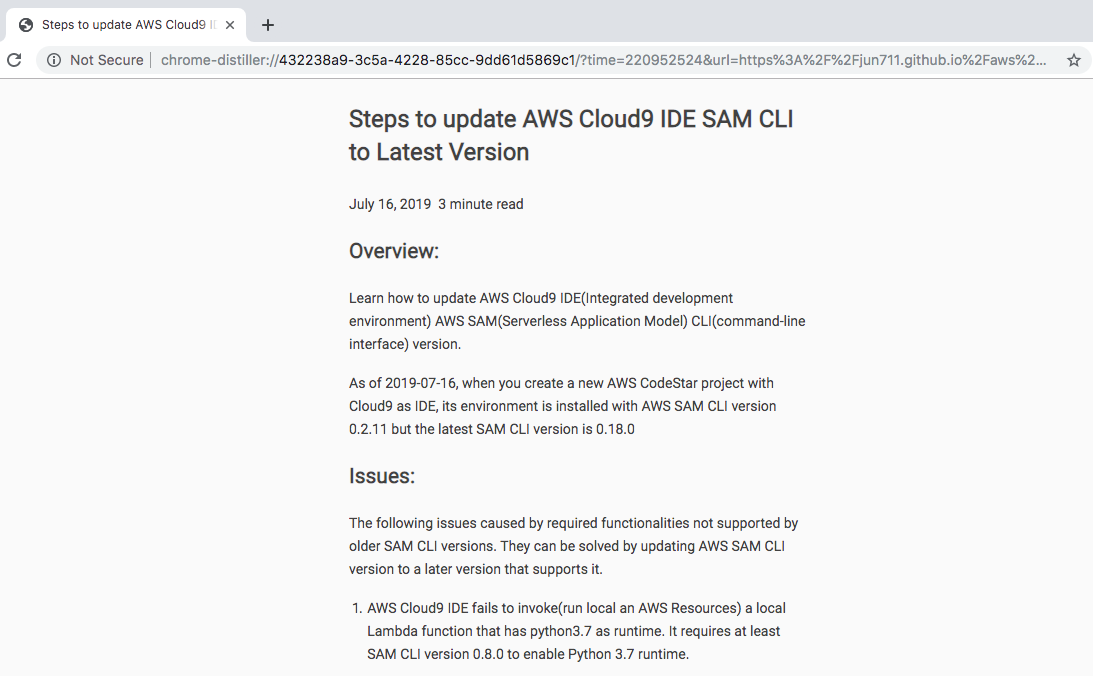 Steps to update AWS Cloud9 ID
Not Secure | chrome-distiller://432238a9-3c5a-4228-85cc-9dd61d5869c1/?time=220952524&url=https%3A%2F%2Fjun711.github.io%2Faws%2...
Steps to update AWS Cloud9 IDE SAM CLI
to Latest Version
July 16, 2019 3 minute read
Overview:
Learn how to update AWS Cloud9 IDE(Integrated development
environment) AWS SAM(Serverless Application Model) CLI(command-line
interface) version.
As of 2019-07-16, when you create a new AWS CodeStar project with
Cloud9 as IDE, its environment is installed with AWS SAM CLI version
0.2.11 but the latest SAM CLI version is 0.18.0
Issues:
The following issues caused by required functionalities not supported by
older SAM CLI versions. They can be solved by updating AWS SAM CLI
version to a later version that supports it.
1. AWS Cloud9 IDE fails to invoke(run local an AWS Resources) a local
Lambda function that has python3.7 as runtime. It requires at least
SAM CLI version 0.8.0 to enable Python 3.7 runtime.